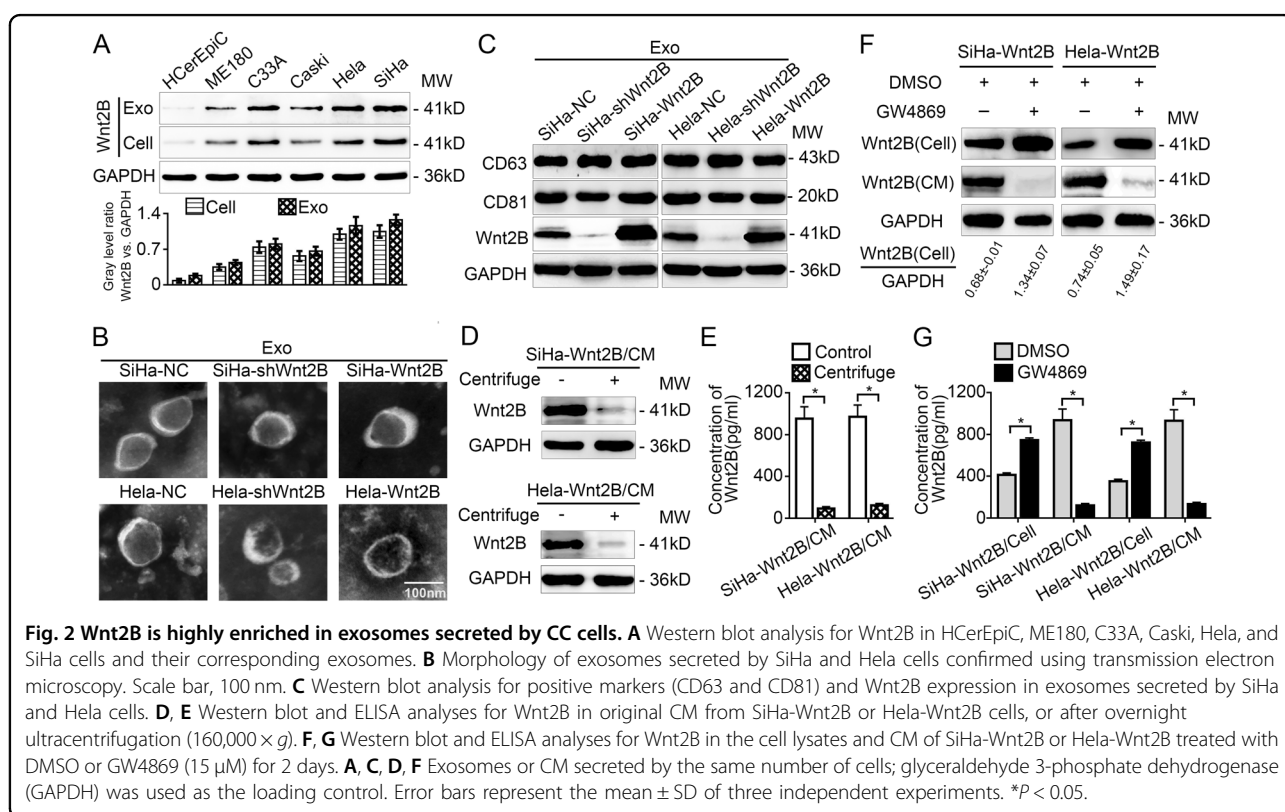 A
HCerEpiC ME180 C33A Caski Hela SiHa MW
Wnt2B
Exo - 41kD
Cell - 41kD
GAPDH - 36kD
Gray level ratio
Wnt2B vs. GAPDH
1.4
0.7
0
Cell Exo
B
Exo
SiHa-NC SiHa-shWnt2B SiHa-Wnt2B
Hela-NC Hela-shWnt2B Hela-Wnt2B
100nm
C
Exo
SiHa-NC SiHa-shWnt2B SiHa-Wnt2B Hela-NC Hela-shWnt2B Hela-Wnt2B MW
CD63 - 43kD
CD81 - 20kD
Wnt2B - 41kD
GAPDH - 36kD
D
SiHa-Wnt2B/CM
Centrifuge - + MW
Wnt2B - 41kD
GAPDH - 36kD
Hela-Wnt2B/CM
Centrifuge - + MW
Wnt2B - 41kD
GAPDH - 36kD
E
Control
Centrifuge
Concentration of
Wnt2B(pg/ml)
1200
800
400
0
* *
SiHa-Wnt2B/CM Hela-Wnt2B/CM
F
SiHa-Wnt2B Hela-Wnt2B
DMSO + + + +
GW4869 − + − + MW
Wnt2B(Cell) - 41kD
Wnt2B(CM) - 41kD
GAPDH - 36kD
Wnt2B(Cell)
GAPDH
0.68±-0.01 1.34±0.07 0.74±0.05 1.49±0.17
G
DMSO
GW4869
Concentration of
Wnt2B(pg/ml)
1200
800
400
0
* * * *
SiHa-Wnt2B/Cell SiHa-Wnt2B/CM Hela-Wnt2B/Cell Hela-Wnt2B/CM
Fig. 2 Wnt2B is highly enriched in exosomes secreted by CC cells. A Western blot analysis for Wnt2B in HCerEpiC, ME180, C33A, Caski, Hela, and
SiHa cells and their corresponding exosomes. B Morphology of exosomes secreted by SiHa and Hela cells confirmed using transmission electron
microscopy. Scale bar, 100 nm. C Western blot analysis for positive markers (CD63 and CD81) and Wnt2B expression in exosomes secreted by SiHa
and Hela cells. D, E Western blot and ELISA analyses for Wnt2B in original CM from SiHa-Wnt2B or Hela-Wnt2B cells, or after overnight
ultracentrifugation (160,000 × g). F, G Western blot and ELISA analyses for Wnt2B in the cell lysates and CM of SiHa-Wnt2B or Hela-Wnt2B treated with
DMSO or GW4869 (15 μM) for 2 days. A, C, D, F Exosomes or CM secreted by the same number of cells; glyceraldehyde 3-phosphate dehydrogenase
(GAPDH) was used as the loading control. Error bars represent the mean ± SD of three independent experiments. *P < 0.05.